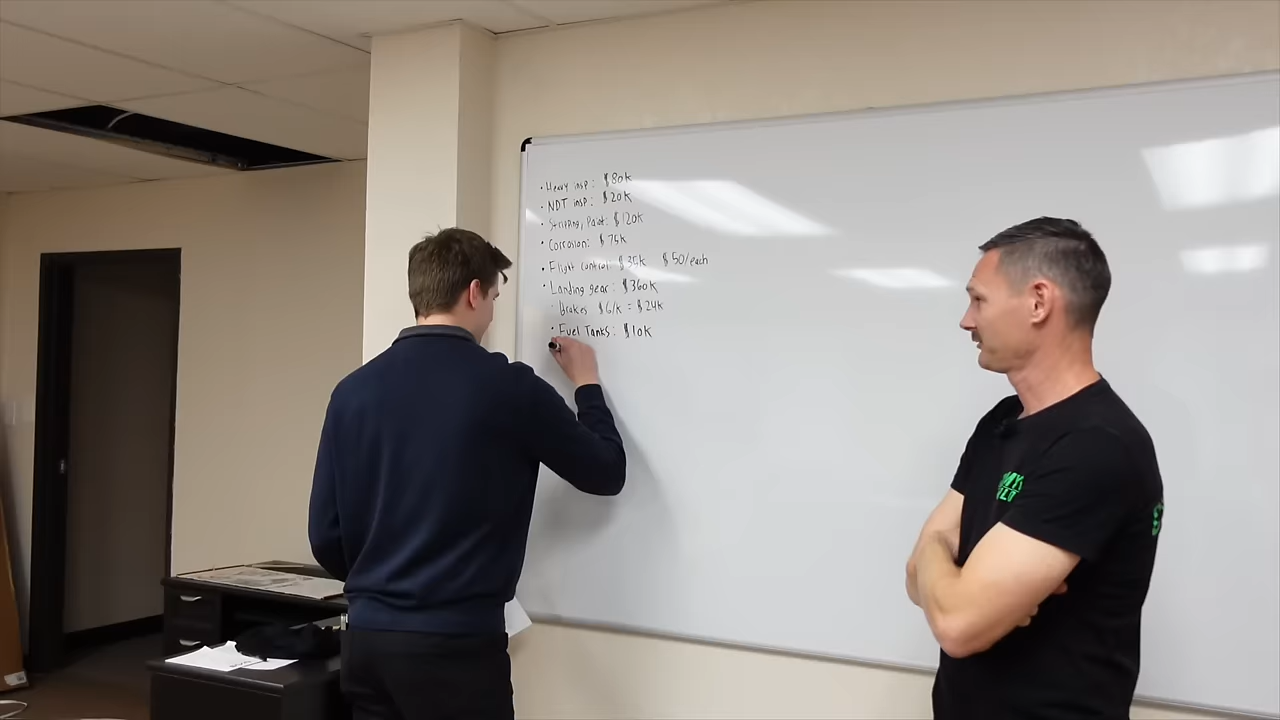 • Heavy insp: $80k
• NDT insp: $20k
• Stripping, Paint: $120k
• Corrosion: $75k
• Flight control: $35k $50/each
• Landing gear: $360k
• Brakes $6/k = $24k
• Fuel Tanks: $10k